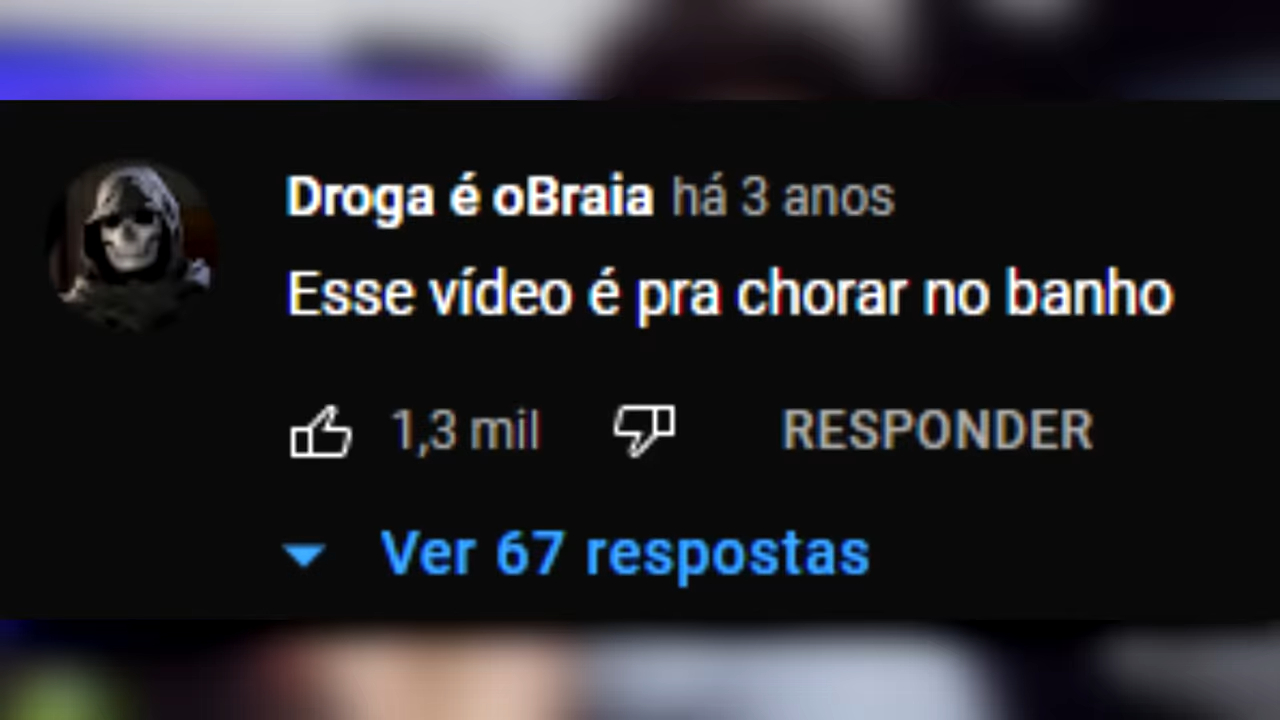 Droga é oBraia há 3 anos
Esse vídeo é pra chorar no banho
1,3 mil RESPONDER
Ver 67 respostas